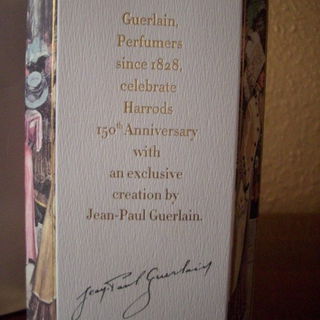 Guerlain,
Perfumers
since 1828,
celebrate
Harrods
150th Anniversary
with
an exclusive
creation by
Jean-Paul Guerlain.
Jean-Paul Guerlain